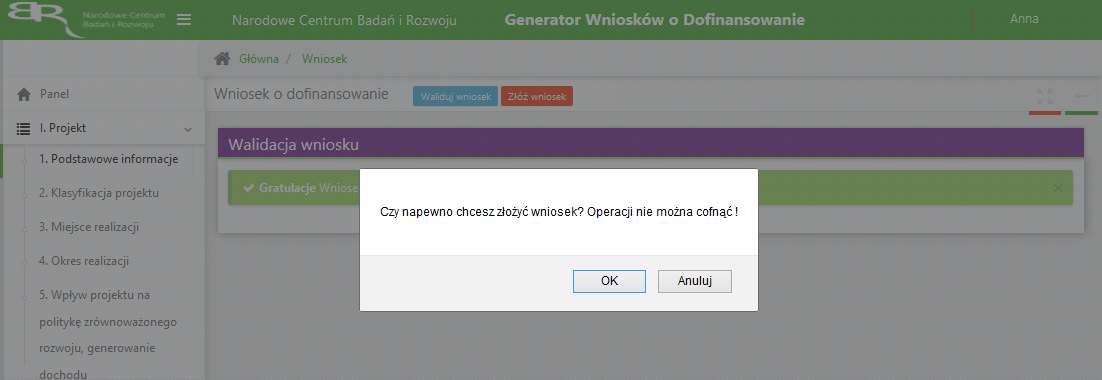 Narodowe Centrum
Badań i Rozwoju
Narodowe Centrum Badań i Rozwoju
Generator Wniosków o Dofinansowanie
Anna
Główna / Wniosek
Panel
I. Projekt
1. Podstawowe informacje
2. Klasyfikacja projektu
3. Miejsce realizacji
4. Okres realizacji
5. Wpływ projektu na
politykę zrównoważonego
rozwoju, generowanie
dochodu
Wniosek o dofinansowanie
Waliduj wniosek
Złóż wniosek
Walidacja wniosku
Gratulacje
Czy napewno chcesz złożyć wniosek? Operacji nie można cofnąć !
OK
Anuluj